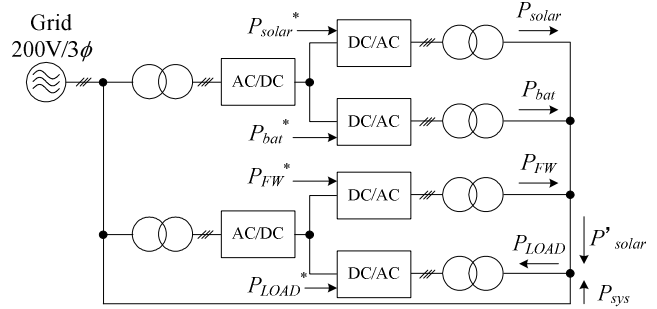 Grid
200V/3ϕ
P_solar*
DC/AC
P_solar
AC/DC
P_bat*
DC/AC
P_bat
P_FW*
DC/AC
P_FW
AC/DC
P_LOAD*
DC/AC
P_LOAD
P'_solar
P_sys